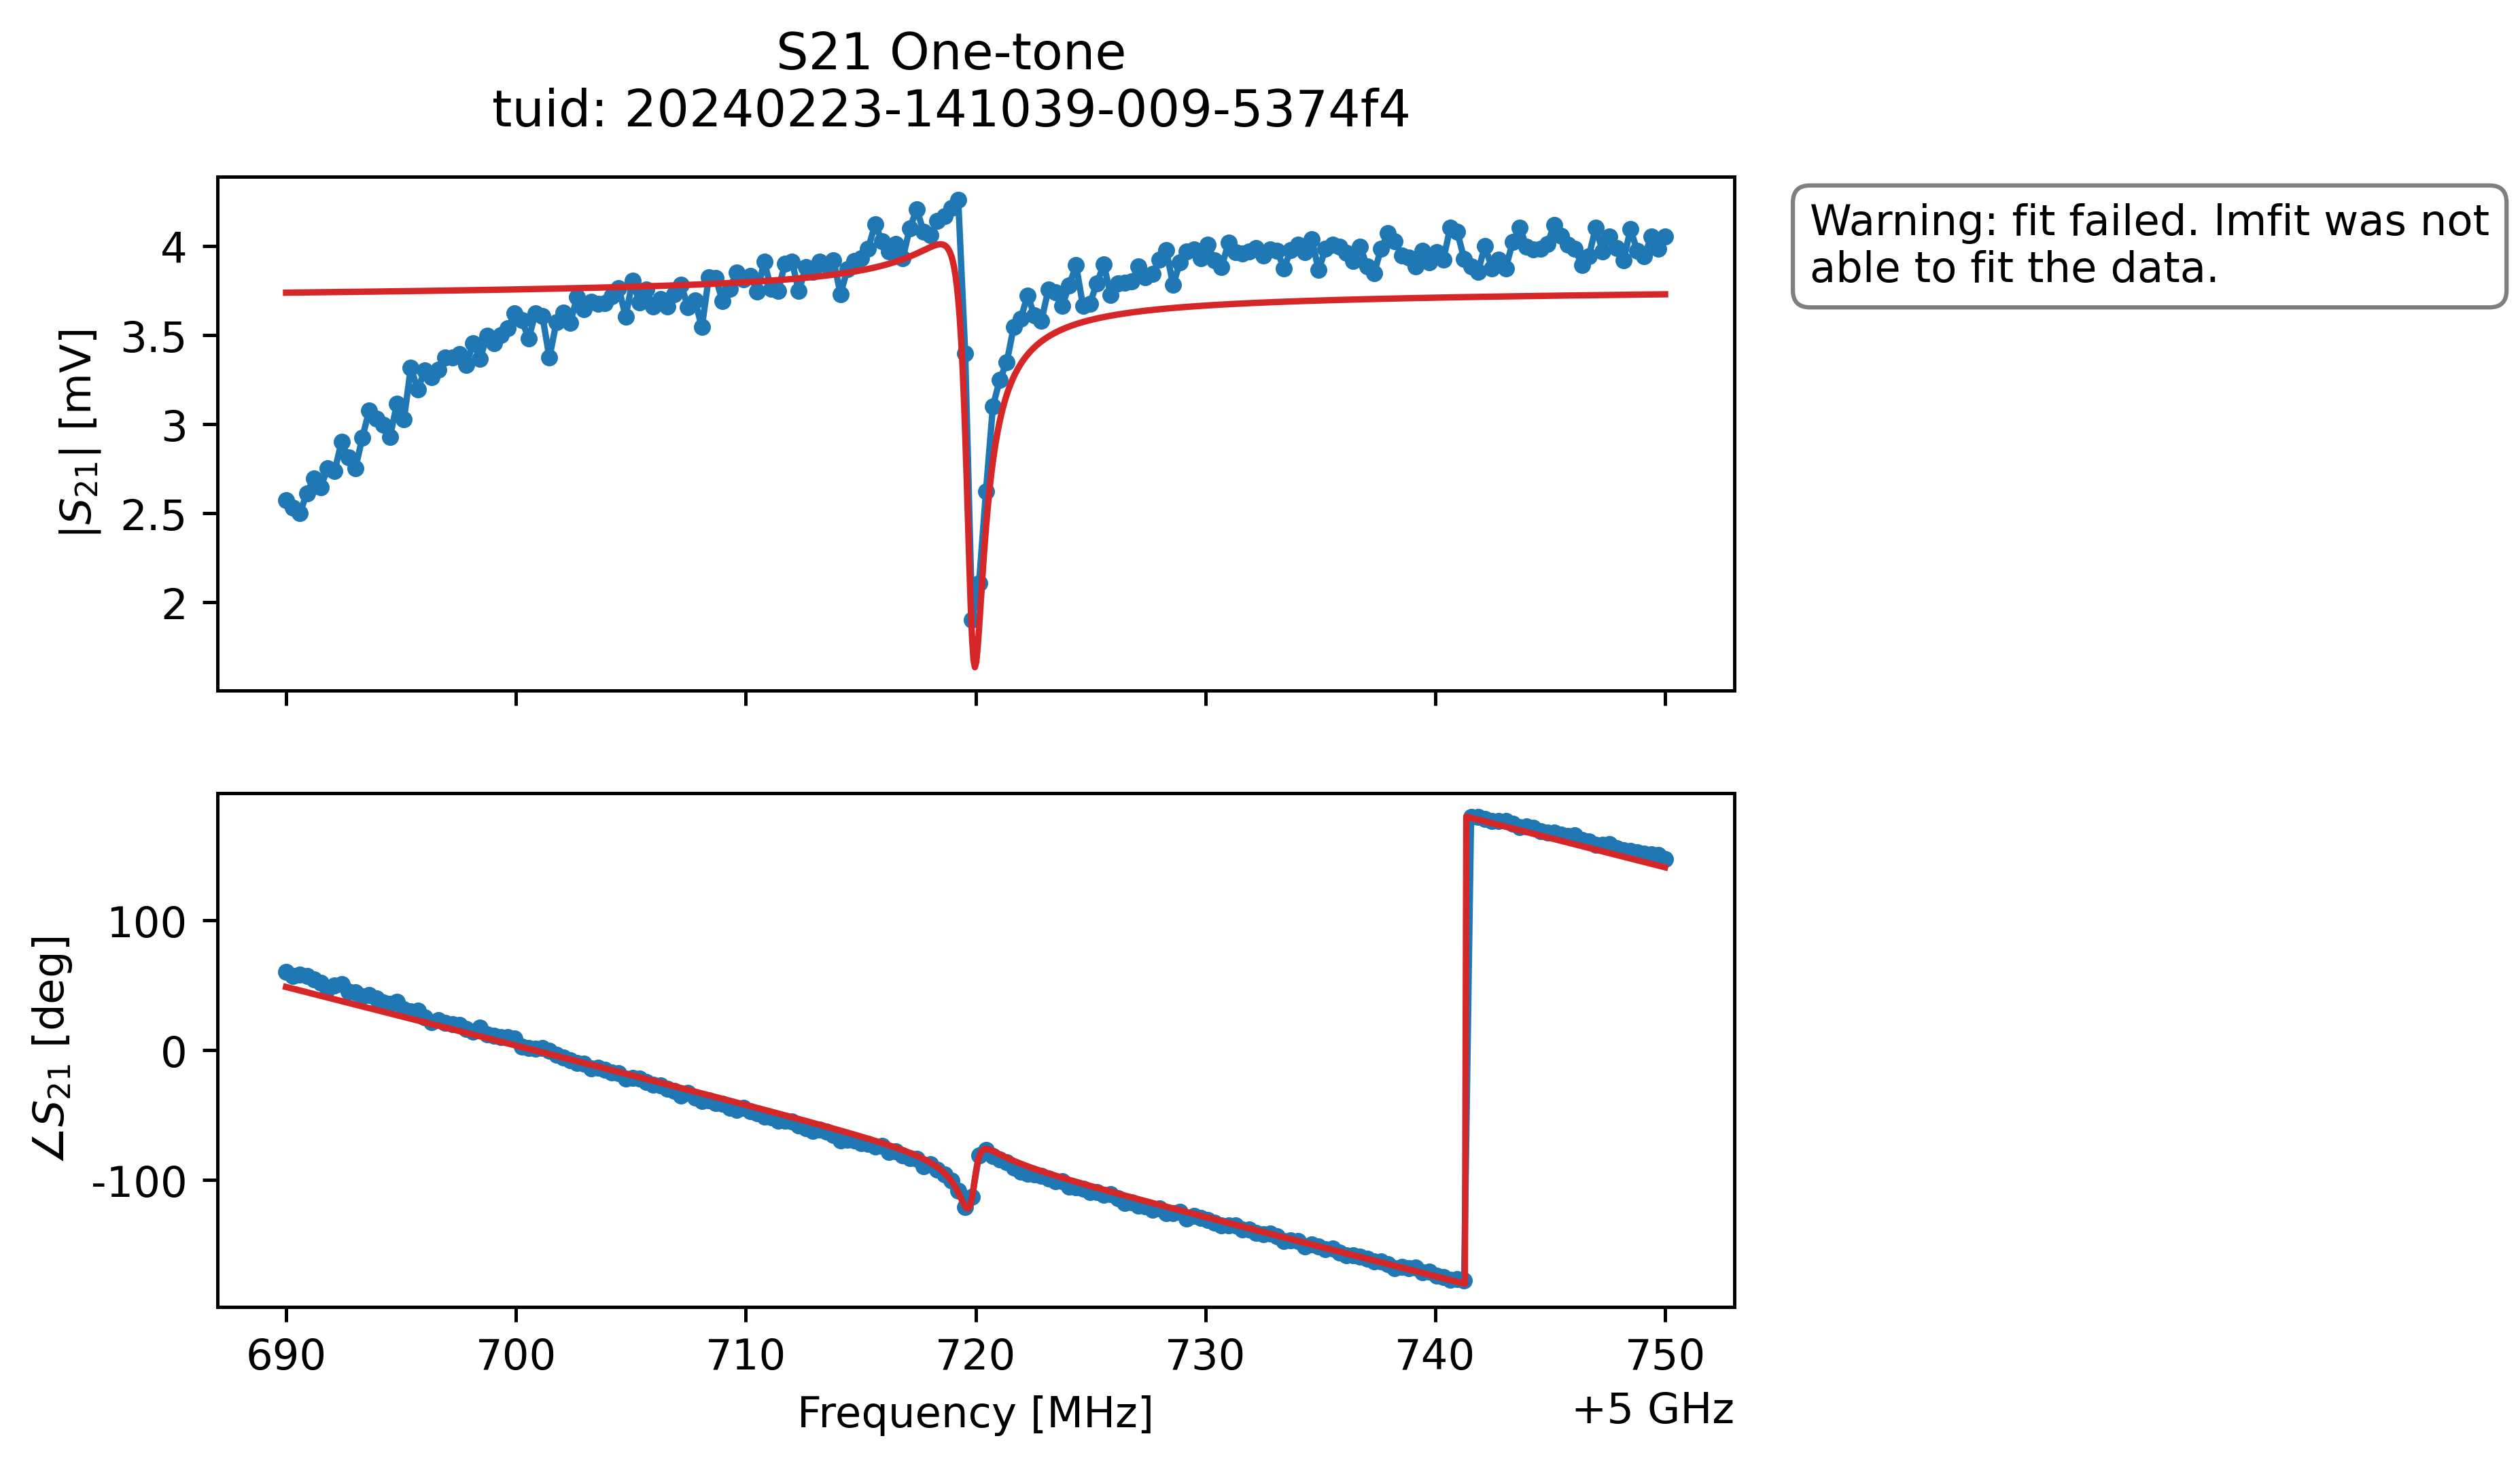 S21 One-tone
tuid: 20240223-141039-009-5374f4
Warning: fit failed. lmfit was not
able to fit the data.
|S21| [mV]
4
3.5
3
2.5
2
∠S21 [deg]
100
0
-100
690 700 710 720 730 740 750
Frequency [MHz]
+5 GHz